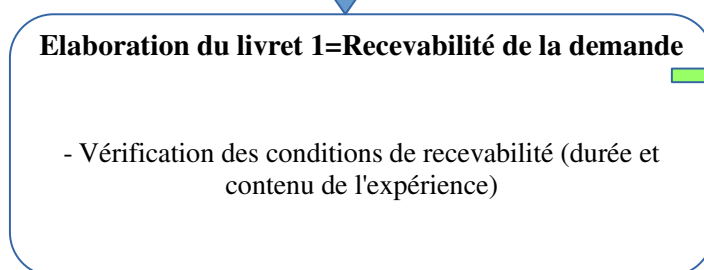 Elaboration du livret 1=Recevabilité de la demande
- Vérification des conditions de recevabilité (durée et
contenu de l'expérience)